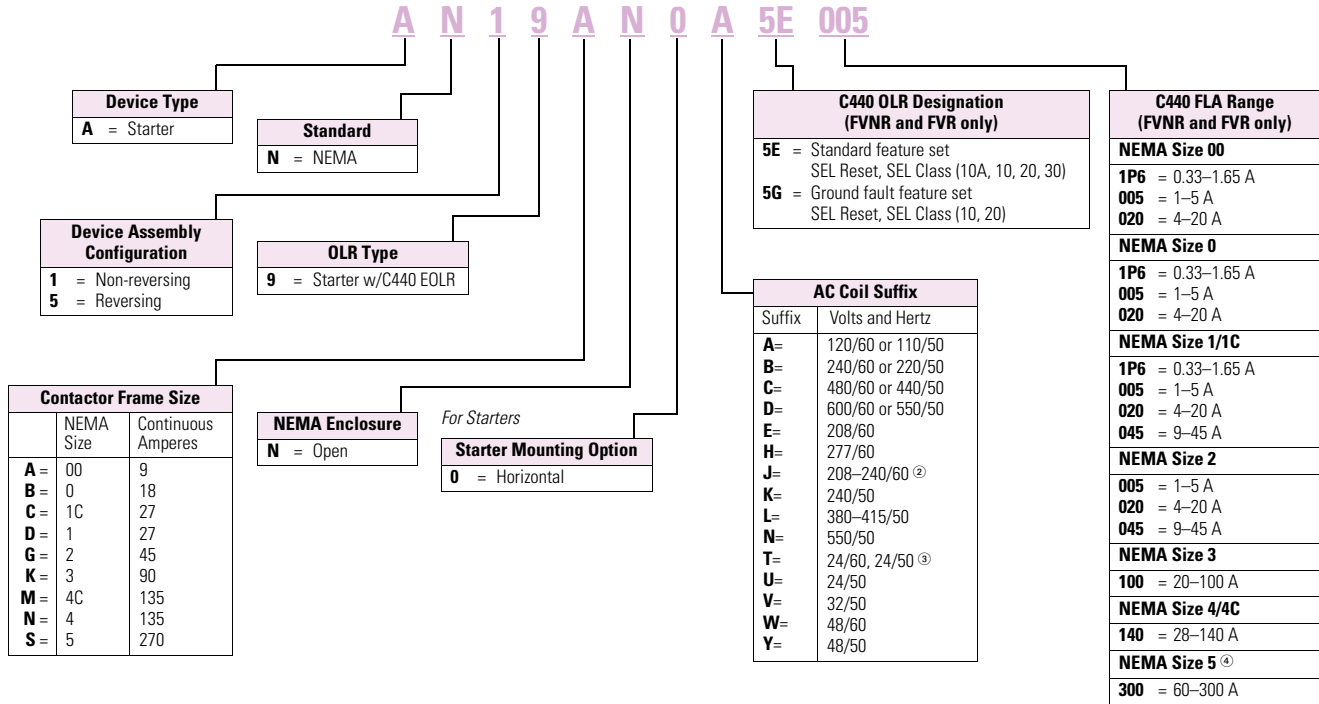 A N 1 9 A N 0 A 5E 005
Device Type
A = Starter
Standard
N = NEMA
Device Assembly
Configuration
1 = Non-reversing
5 = Reversing
OLR Type
9 = Starter w/C440 EOLR
Contactor Frame Size
NEMA Size Continuous Amperes
A = 00 9
B = 0 18
C = 1C 27
D = 1 27
G = 2 45
K = 3 90
M = 4C 135
N = 4 135
S = 5 270
NEMA Enclosure
N = Open
For Starters
Starter Mounting Option
0 = Horizontal
C440 OLR Designation
(FVNR and FVR only)
5E = Standard feature set
SEL Reset, SEL Class (10A, 10, 20, 30)
5G = Ground fault feature set
SEL Reset, SEL Class (10, 20)
AC Coil Suffix
Suffix Volts and Hertz
A= 120/60 or 110/50
B= 240/60 or 220/50
C= 480/60 or 440/50
D= 600/60 or 550/50
E= 208/60
H= 277/60
J= 208–240/60 ②
K= 240/50
L= 380–415/50
N= 550/50
T= 24/60, 24/50 ③
U= 24/50
V= 32/50
W= 48/60
Y= 48/50
C440 FLA Range
(FVNR and FVR only)
NEMA Size 00
1P6 = 0.33–1.65 A
005 = 1–5 A
020 = 4–20 A
NEMA Size 0
1P6 = 0.33–1.65 A
005 = 1–5 A
020 = 4–20 A
NEMA Size 1/1C
1P6 = 0.33–1.65 A
005 = 1–5 A
020 = 4–20 A
045 = 9–45 A
NEMA Size 2
005 = 1–5 A
020 = 4–20 A
045 = 9–45 A
NEMA Size 3
100 = 20–100 A
NEMA Size 4/4C
140 = 28–140 A
NEMA Size 5 ④
300 = 60–300 A